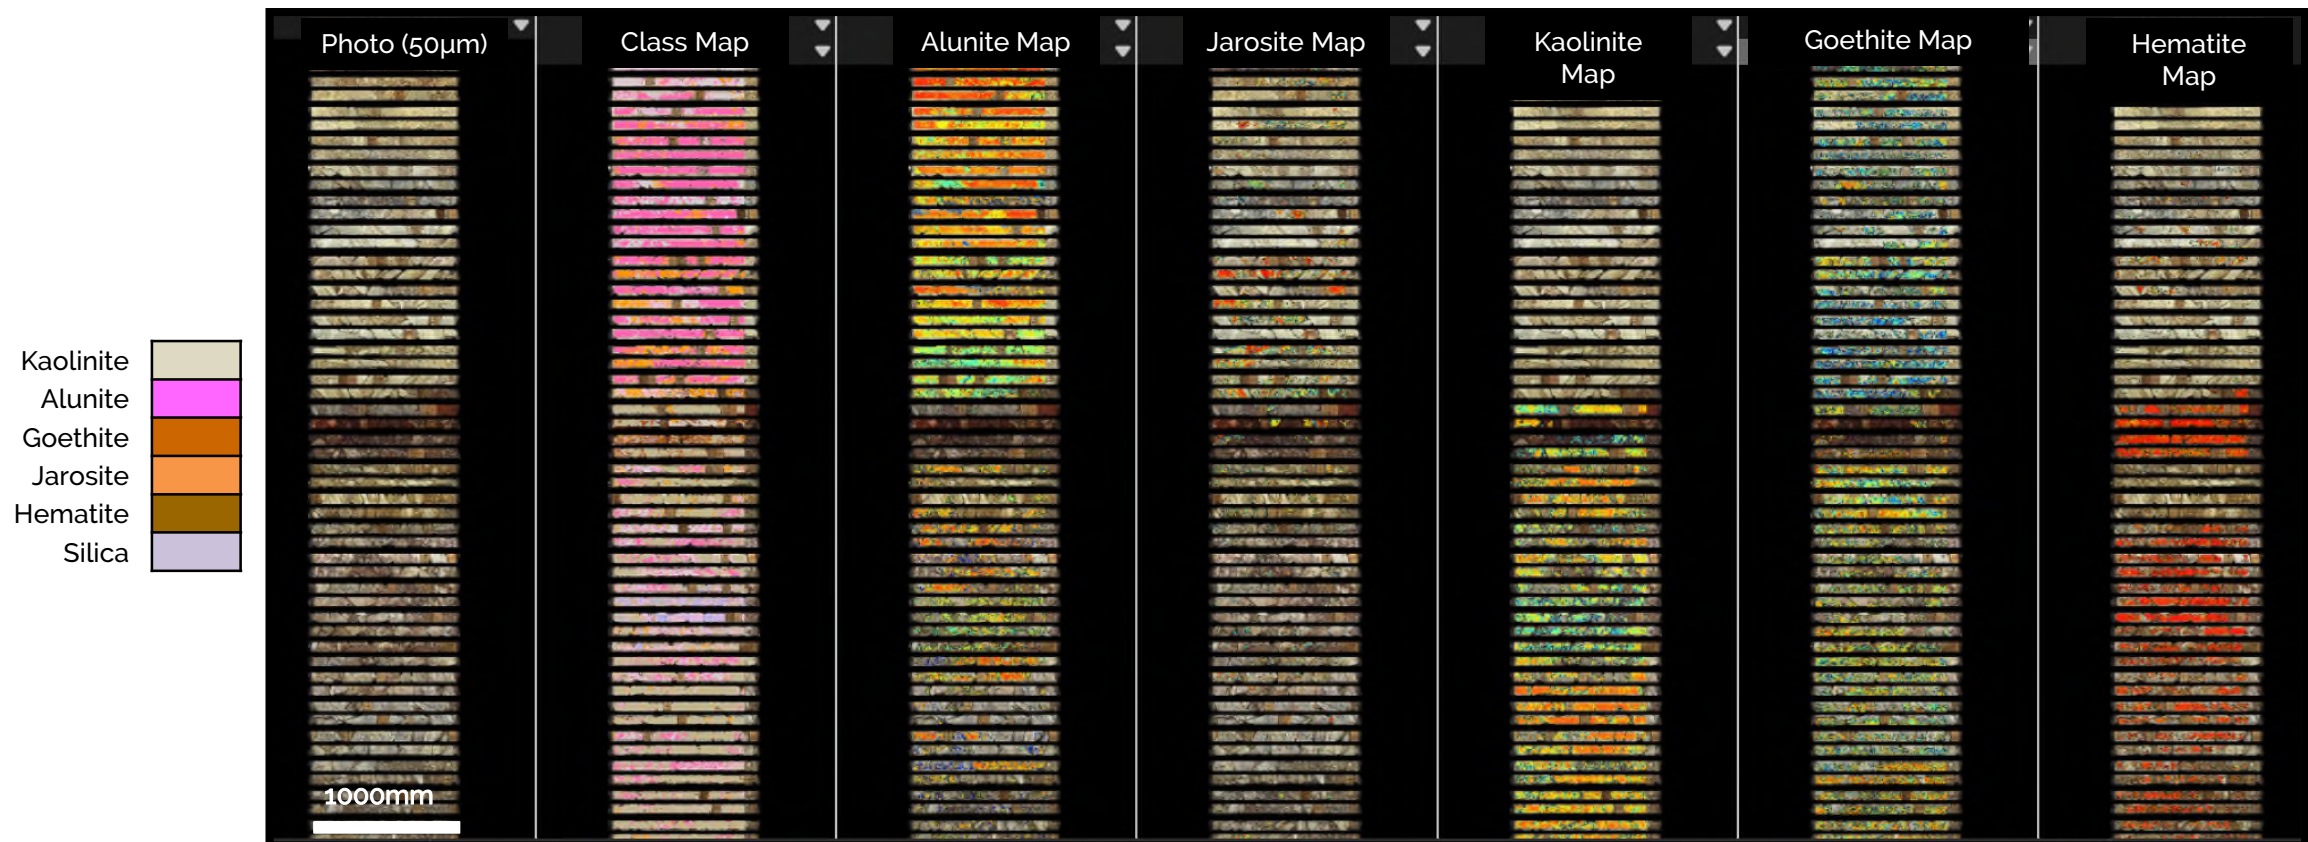 Photo (50µm)
Class Map
Alunite Map
Jarosite Map
Kaolinite
Map
Goethite Map
Hematite
Map
Kaolinite
Alunite
Goethite
Jarosite
Hematite
Silica
1000mm